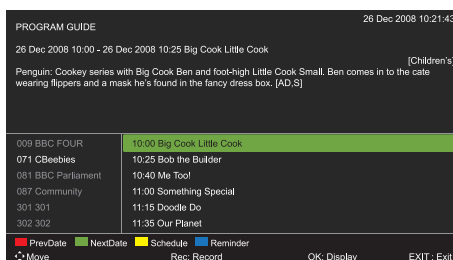 PROGRAM GUIDE
26 Dec 2008 10:21:43
26 Dec 2008 10:00 - 26 Dec 2008 10:25 Big Cook Little Cook
[Children's]
Penguin: Cookey series with Big Cook Ben and foot-high Little Cook Small. Ben comes in to the cate
wearing flippers and a mask he's found in the fancy dress box. [AD,S]
009 BBC FOUR
10:00 Big Cook Little Cook
071 CBeebies
10:25 Bob the Builder
081 BBC Parliament
10:40 Me Too!
087 Community
11:00 Something Special
301 301
11:15 Doodle Do
302 302
11:35 Our Planet
PrevDate NextDate Schedule Reminder
Move Rec: Record OK: Display EXIT : Exit